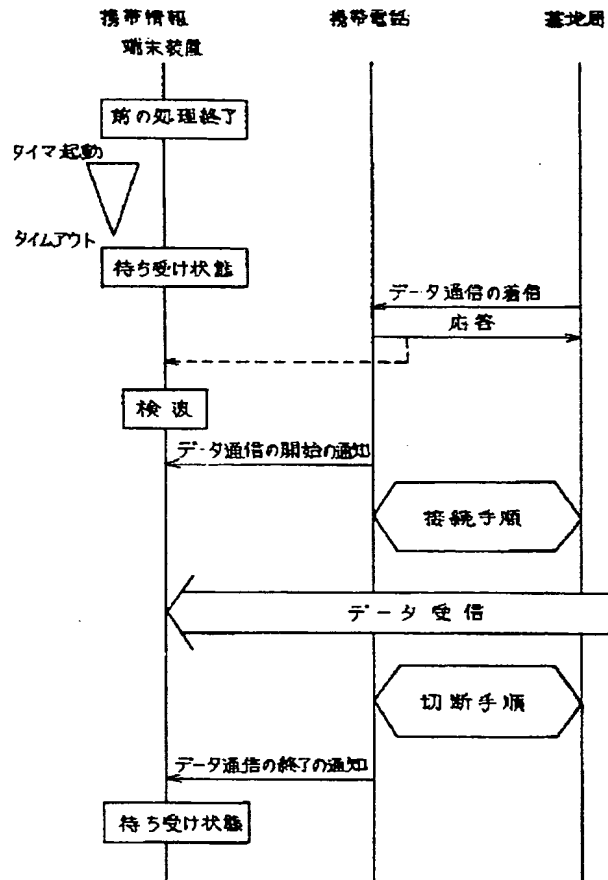 携帯情報
端末装置
携帯電話
基地局
前の処理終了
タイマ起動
タイムアウト
待ち受け状態
データ通信の着信
応答
検波
データ通信の開始の通知
接続手順
データ受信
切断手順
データ通信の終了の通知
待ち受け状態